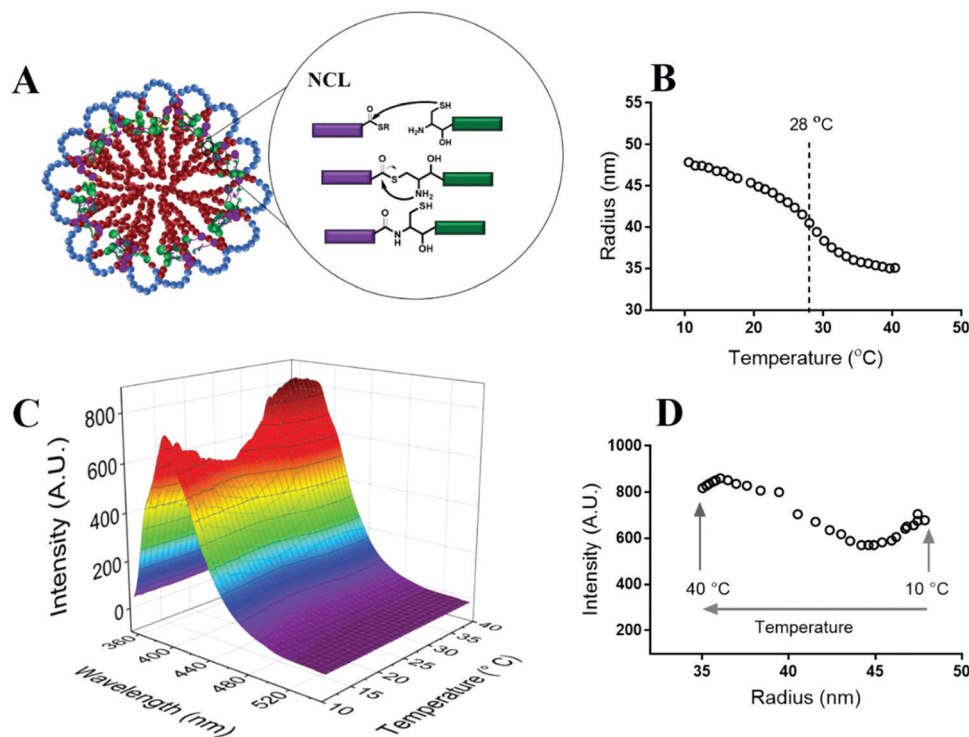 A
NCL
O
SR
SH
H₂N
OH
O
S
OH
NH₂
SH
O
N
H
OH
B
28 °C
Radius (nm)
55
50
45
40
35
30
10 20 30 40 50
Temperature (°C)
C
Intensity (A.U.)
800
600
400
200
0
360
400
440
480
520
Wavelength (nm)
10
15
20
25
30
35
40
Temperature (°C)
D
Intensity (A.U.)
1000
800
600
400
200
40 °C
10 °C
Temperature
35 40 45 50
Radius (nm)